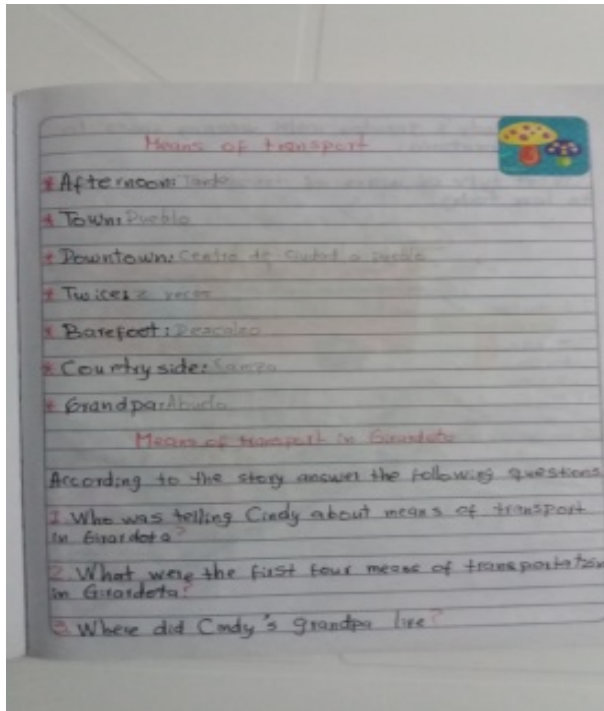 Means of transport
* Afternoon: Tarde
* Town: Pueblo
* Downtown: Centro de Ciudad o pueblo
* Twice: 2 veces
* Barefoot: Descalzo
* Countryside:
* Grandpa: Abuelo
Means of transport in Girardota
According to the story answer the following questions
1. Who was telling Cindy about means of transport
in Girardota?
2. What were the first four means of transportation
in Girardota?
3. Where did Cindy's grandpa live?